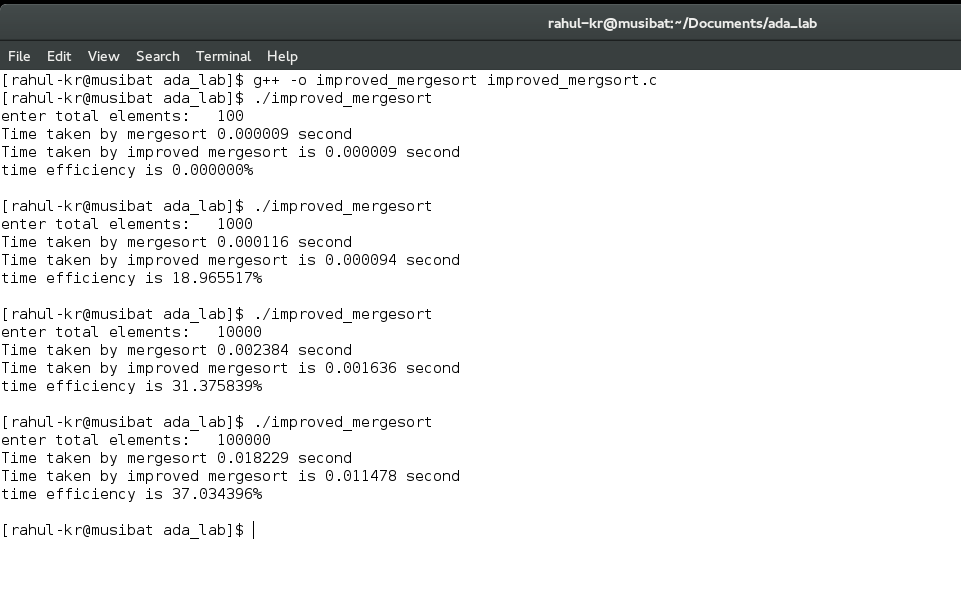 rahul-kr@musibat:~/Documents/ada_lab
File Edit View Search Terminal Help
[rahul-kr@musibat ada_lab]$ g++ -o improved_mergesort improved_mergsort.c
[rahul-kr@musibat ada_lab]$ ./improved_mergesort
enter total elements:   100
Time taken by mergesort 0.000009 second
Time taken by improved mergesort is 0.000009 second
time efficiency is 0.000000%
[rahul-kr@musibat ada_lab]$ ./improved_mergesort
enter total elements:   1000
Time taken by mergesort 0.000116 second
Time taken by improved mergesort is 0.000094 second
time efficiency is 18.965517%
[rahul-kr@musibat ada_lab]$ ./improved_mergesort
enter total elements:   10000
Time taken by mergesort 0.002384 second
Time taken by improved mergesort is 0.001636 second
time efficiency is 31.375839%
[rahul-kr@musibat ada_lab]$ ./improved_mergesort
enter total elements:   100000
Time taken by mergesort 0.018229 second
Time taken by improved mergesort is 0.011478 second
time efficiency is 37.034396%
[rahul-kr@musibat ada_lab]$